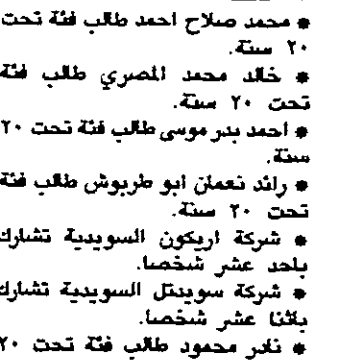 * محمد صلاح احمد طالب فئة تحت
٢٠ سنة.
* خالد محمد المصري طالب فئة
تحت ٢٠ سنة.
* احمد بدر موسى طالب فئة تحت ٢٠
سنة.
* رائد نعمان ابو طربوش طالب فئة
تحت ٢٠ سنة.
* شركة اريكون السويدية تشارك
باحد عشر شخصا.
* شركة سويدتل السويدية تشارك
باثنا عشر شخصا.
* نادر محمود طالب فئة تحت ٢٠